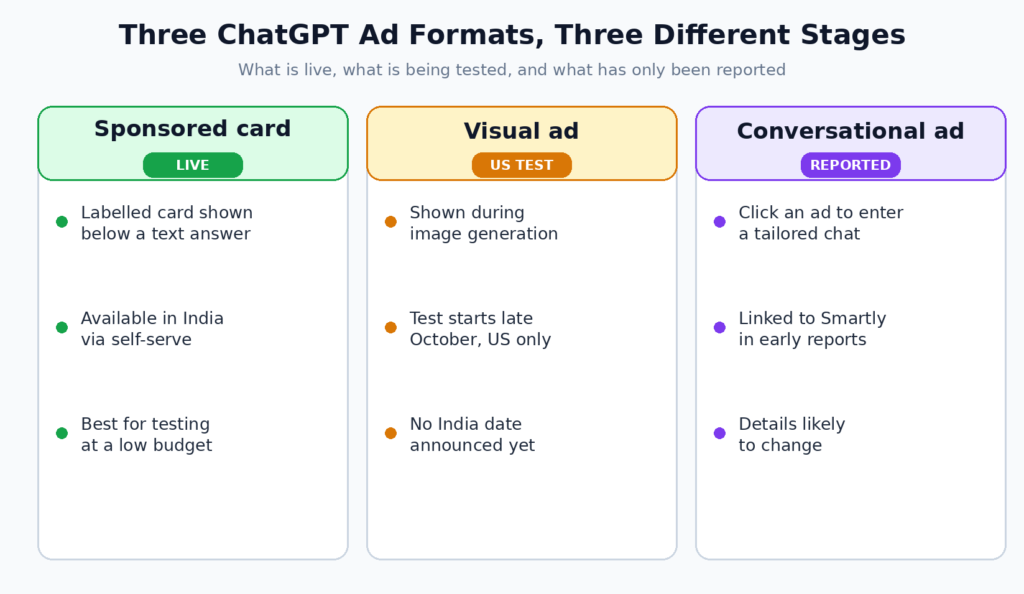 Three ChatGPT Ad Formats, Three Different Stages
What is live, what is being tested, and what has only been reported
Sponsored card
LIVE
Labelled card shown
below a text answer
Available in India
via self-serve
Best for testing
at a low budget
Visual ad
US TEST
Shown during
image generation
Test starts late
October, US only
No India date
announced yet
Conversational ad
REPORTED
Click an ad to enter
a tailored chat
Linked to Smartly
in early reports
Details likely
to change